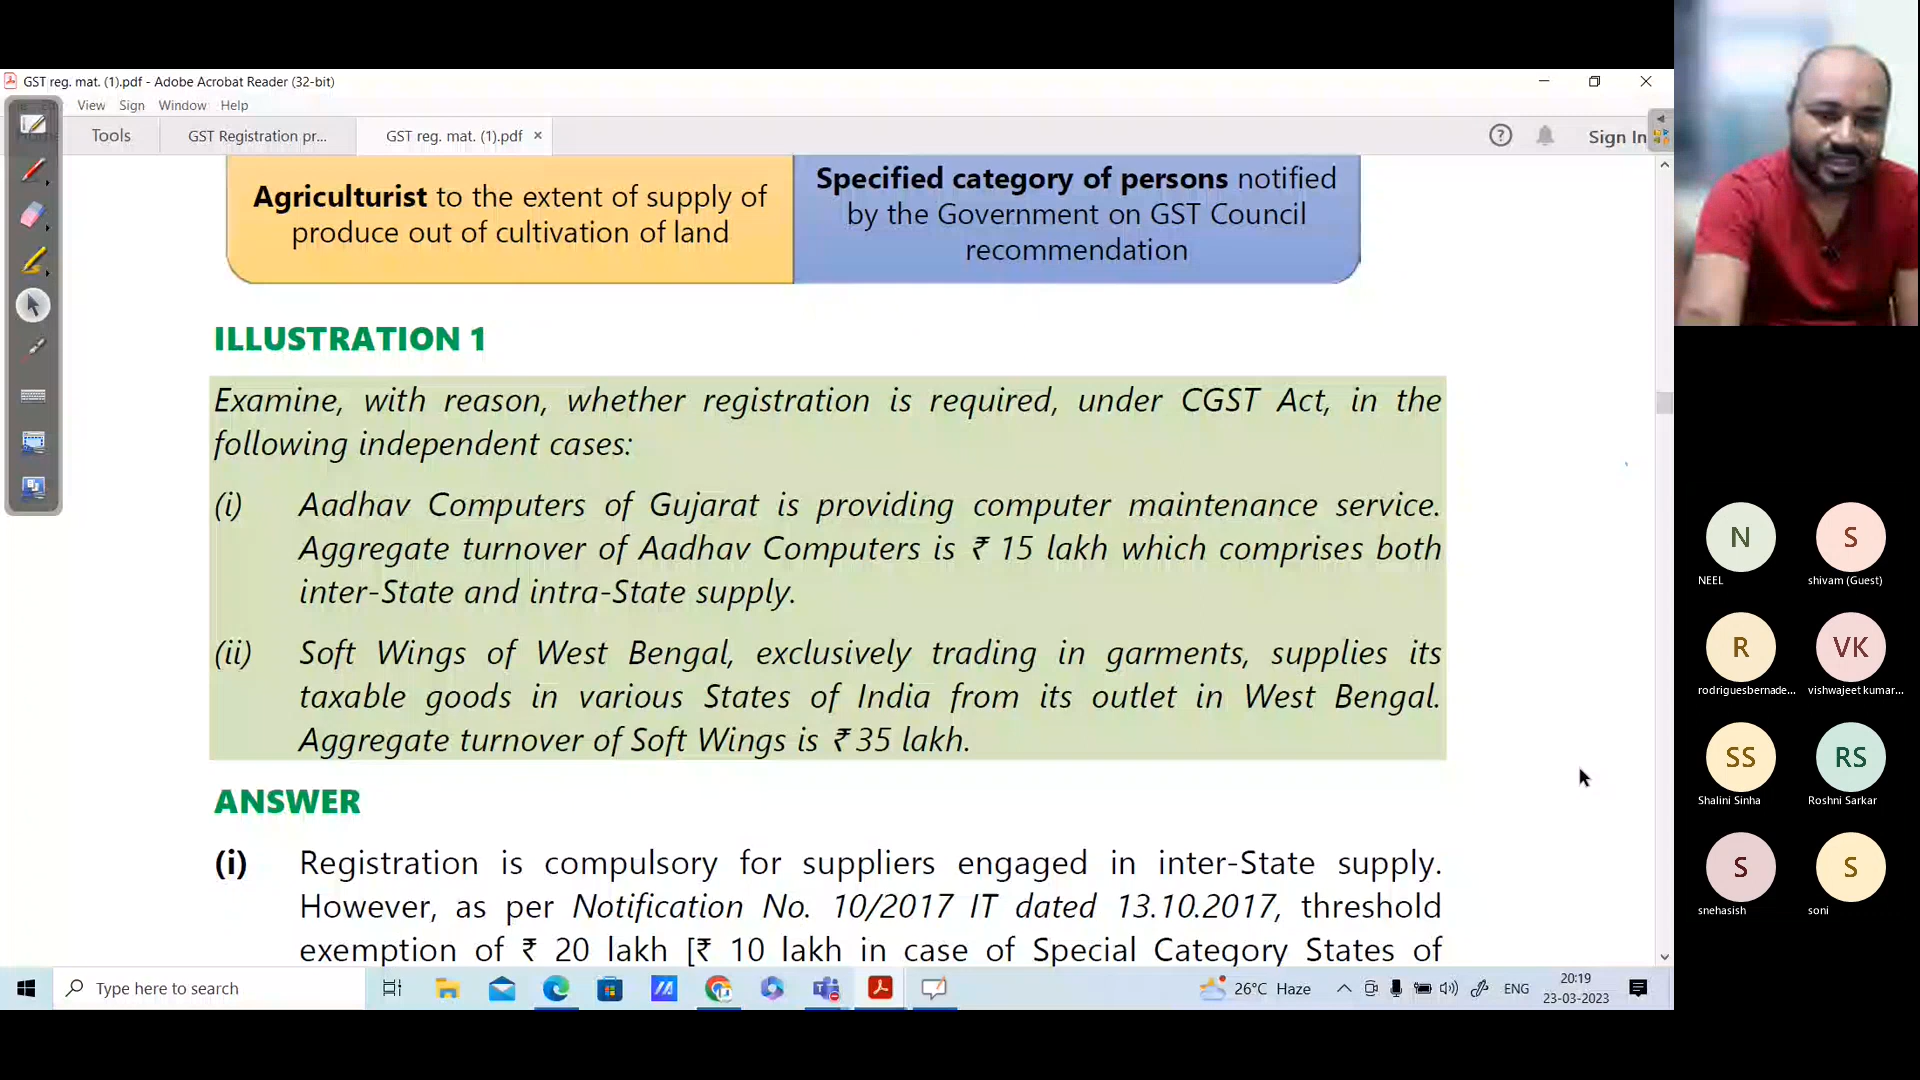 GST reg. mat. (1).pdf - Adobe Acrobat Reader (32-bit)
View Sign Window Help
Tools GST Registration pr... GST reg. mat. (1).pdf × Sign In
Agriculturist to the extent of supply of
produce out of cultivation of land
Specified category of persons notified
by the Government on GST Council
recommendation
ILLUSTRATION 1
Examine, with reason, whether registration is required, under CGST Act, in the
following independent cases:
(i) Aadhav Computers of Gujarat is providing computer maintenance service.
Aggregate turnover of Aadhav Computers is ₹ 15 lakh which comprises both
inter-State and intra-State supply.
(ii) Soft Wings of West Bengal, exclusively trading in garments, supplies its
taxable goods in various States of India from its outlet in West Bengal.
Aggregate turnover of Soft Wings is ₹ 35 lakh.
ANSWER
(i) Registration is compulsory for suppliers engaged in inter-State supply.
However, as per Notification No. 10/2017 IT dated 13.10.2017, threshold
exemption of ₹ 20 lakh [₹ 10 lakh in case of Special Category States of
Type here to search
26°C Haze
ENG
20:19
23-03-2023
N S
NEEL shivam (Guest)
R VK
rodriguesbernade... vishwajeet kumar...
SS RS
Shalini Sinha Roshni Sarkar
S S
snehasish soni